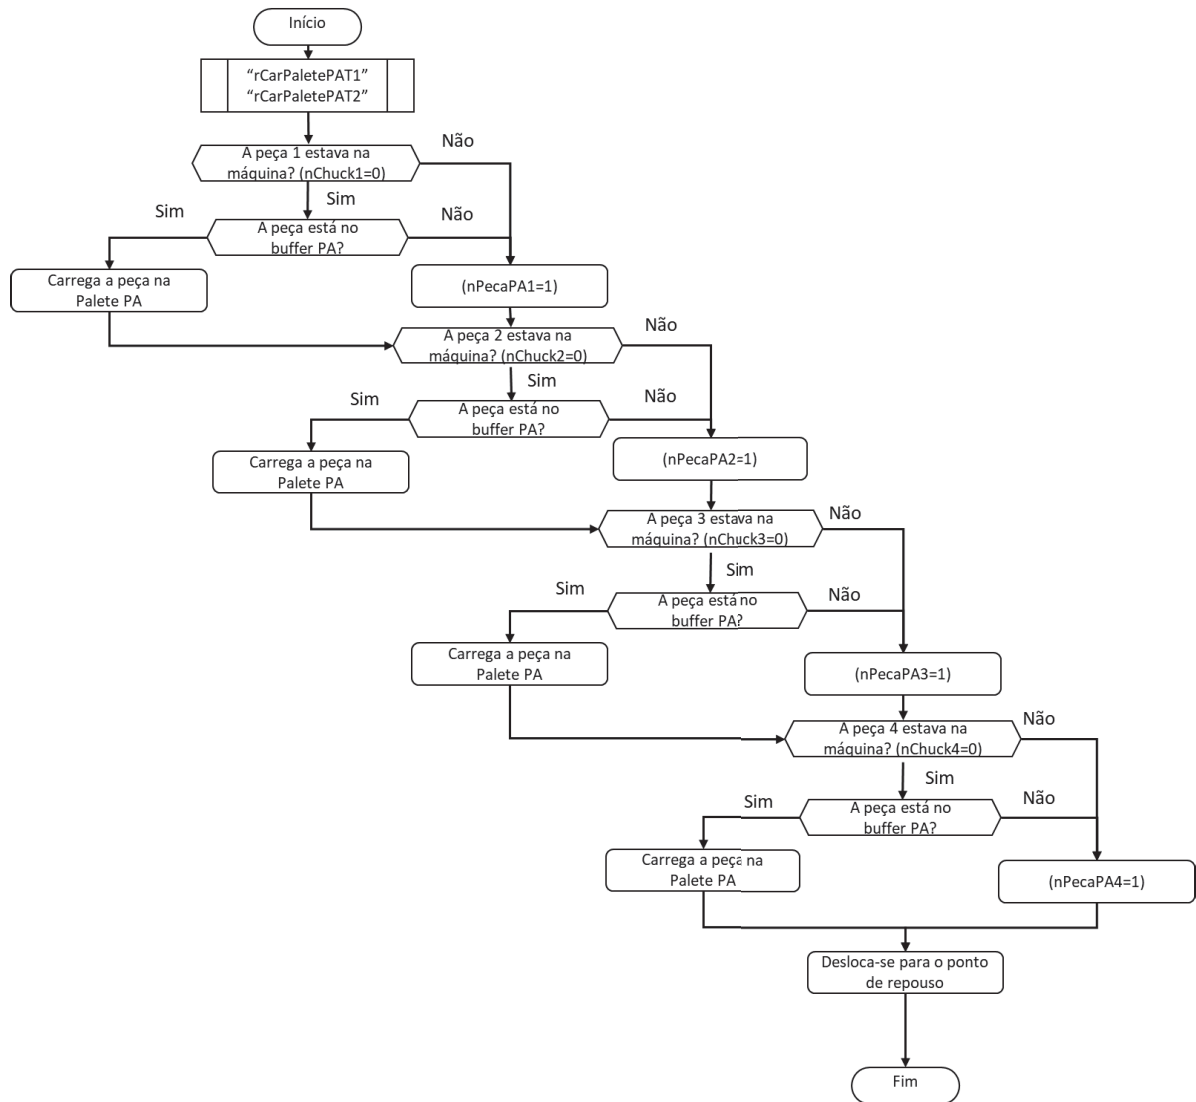 Início
“rCarPaletePAT1”
“rCarPaletePAT2”
Não
A peça 1 estava na
máquina? (nChuck1=0)
Sim
Sim
Não
A peça está no
buffer PA?
Carrega a peça na
Palete PA
(nPecaPA1=1)
Não
A peça 2 estava na
máquina? (nChuck2=0)
Sim
Sim
Não
A peça está no
buffer PA?
Carrega a peça na
Palete PA
(nPecaPA2=1)
Não
A peça 3 estava na
máquina? (nChuck3=0)
Sim
Sim
Não
A peça está no
buffer PA?
Carrega a peça na
Palete PA
(nPecaPA3=1)
Não
A peça 4 estava na
máquina? (nChuck4=0)
Sim
Sim
Não
A peça está no
buffer PA?
Carrega a peça na
Palete PA
(nPecaPA4=1)
Desloca-se para o ponto
de repouso
Fim